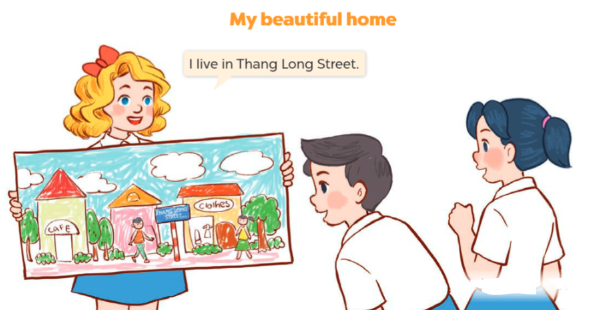 My beautiful home
I live in Thang Long Street.
CAFE
Clothes